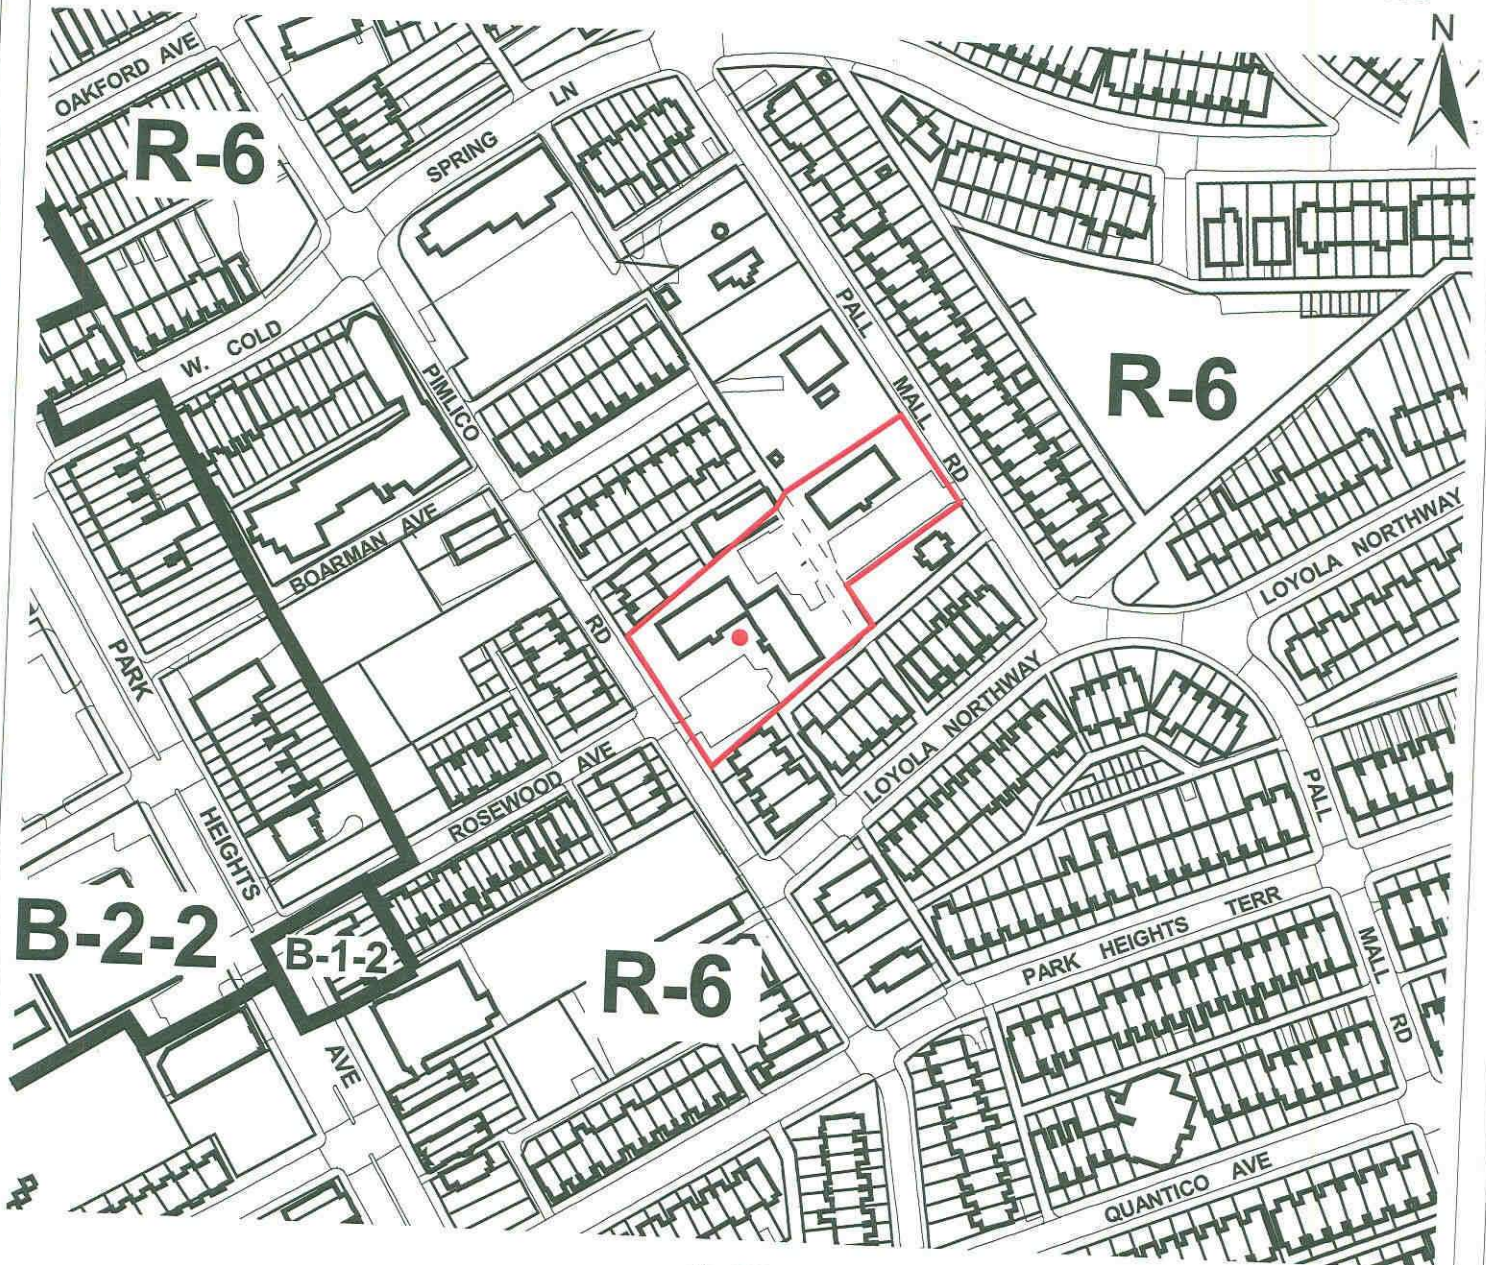 N
OAKFORD AVE
R-6
SPRING
LN
W. COLD
PIMLICO
PALL
MALL
RD
R-6
BOARMAN AVE
RD
LOYOLA NORTHWAY
PARK
HEIGHTS
ROSEWOOD AVE
LOYOLA NORTHWAY
PALL
MALL
RD
B-2-2
B-1-2
R-6
PARK HEIGHTS TERR
AVE
QUANTICO AVE